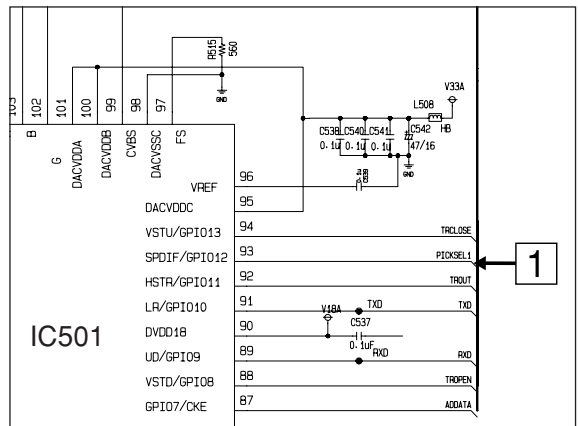 103
102
101
100
99
98
97
B
G
DACVDDA
DACVDDB
CVBS
DACVSSC
FS
R515
560
GND
V33A
L508
HB
C538
0.1u
C540
0.1u
C541
0.1u
C542
47/16
GND
0.1u
C539
VREF 96
DACVDDC 95
VSTU/GPIO13 94 TRCLOSE
SPDIF/GPIO12 93 PICKSEL1
1
HSTR/GPIO11 92 TROUT
LR/GPIO10 91 TXD TXD
IC501
DVDD18 90 V18A C537
0.1uF
UD/GPIO9 89 RXD RXD
VSTD/GPIO8 88 TROPEN
GPIO7/CKE 87 ADDATA